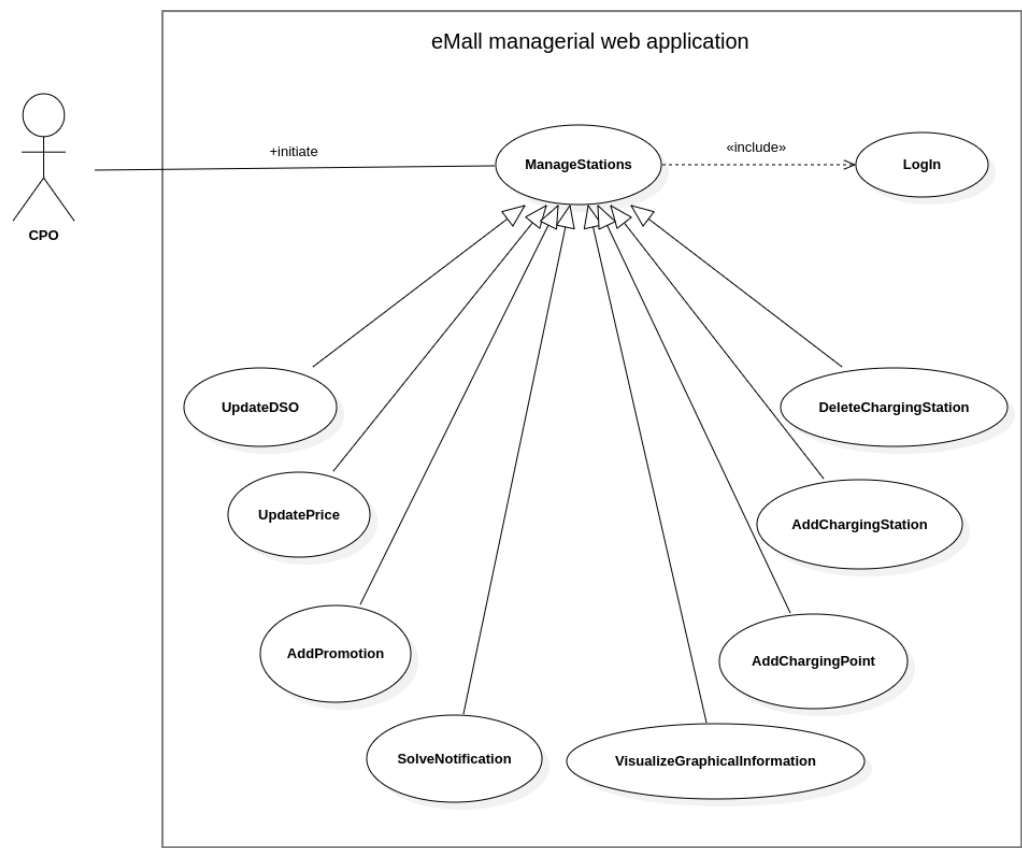 eMall managerial web application
+initiate
ManageStations
«include»
LogIn
CPO
UpdateDSO
DeleteChargingStation
UpdatePrice
AddChargingStation
AddPromotion
AddChargingPoint
SolveNotification
VisualizeGraphicalInformation